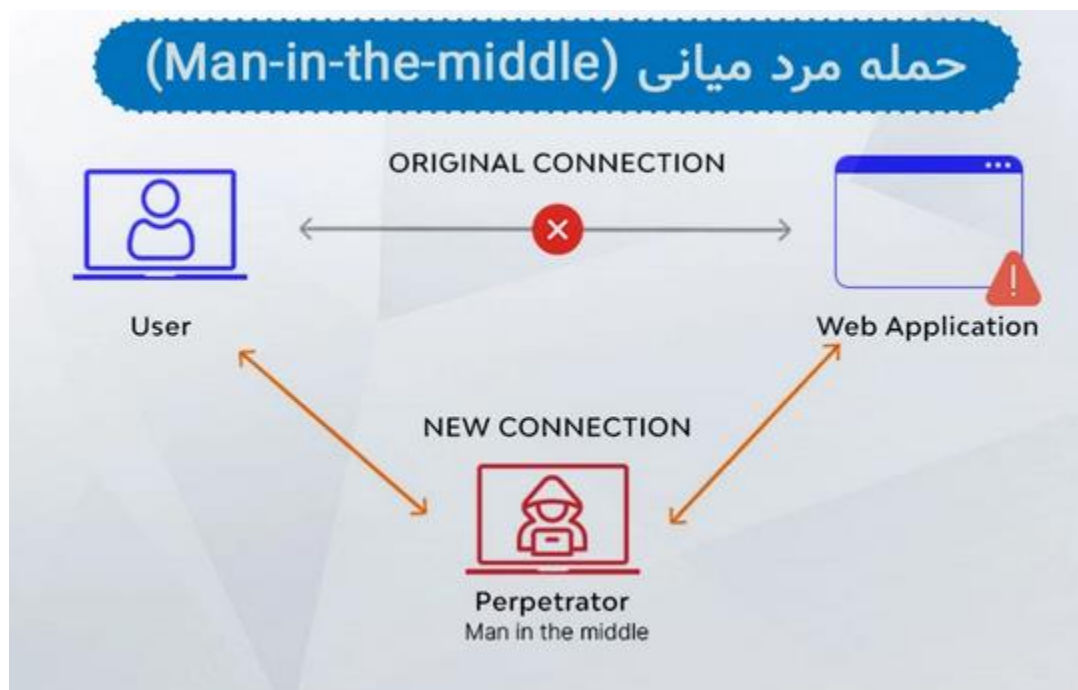 حمله مرد میانی (Man-in-the-middle)
ORIGINAL CONNECTION
User
Web Application
NEW CONNECTION
Perpetrator
Man in the middle